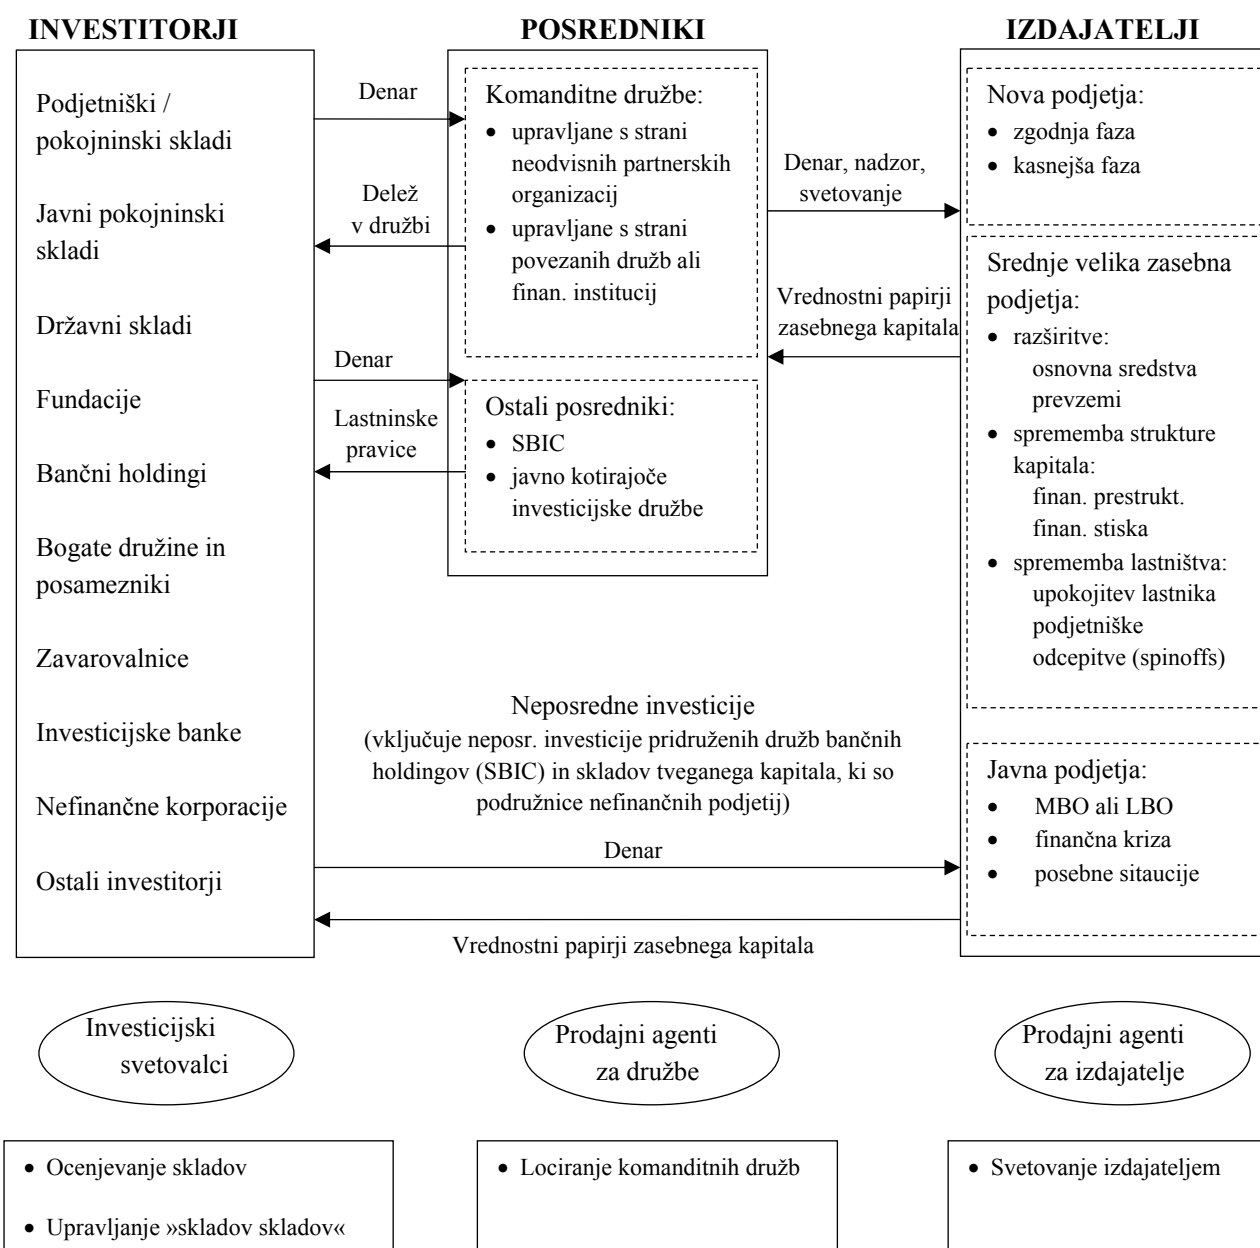 INVESTITORJI
Podjetniški /
pokojninski skladi
Javni pokojninski
skladi
Državni skladi
Fundacije
Bančni holdingi
Bogate družine in
posamezniki
Zavarovalnice
Investicijske banke
Nefinančne korporacije
Ostali investitorji
Denar
Delež
v družbi
Denar
Lastninske
pravice
POSREDNIKI
Komanditne družbe:
• upravljane s strani
neodvisnih partnerskih
organizacij
• upravljane s strani
povezanih družb ali
finan. institucij
Ostali posredniki:
• SBIC
• javno kotirajoče
investicijske družbe
Denar, nadzor,
svetovanje
Vrednostni papirji
zasebnega kapitala
IZDAJATELJI
Nova podjetja:
• zgodnja faza
• kasnejša faza
Srednje velika zasebna
podjetja:
• razširitve:
osnovna sredstva
prevzemi
• sprememba strukture
kapitala:
finan. prestrukt.
finan. stiska
• sprememba lastništva:
upokojitev lastnika
podjetniške
odcepitve (spinoffs)
Javna podjetja:
• MBO ali LBO
• finančna kriza
• posebne sitaucije
Neposredne investicije
(vključuje neposr. investicije pridruženih družb bančnih
holdingov (SBIC) in skladov tveganega kapitala, ki so
podružnice nefinančnih podjetij)
Denar
Vrednostni papirji zasebnega kapitala
Investicijski
svetovalci
Prodajni agenti
za družbe
Prodajni agenti
za izdajatelje
• Ocenjevanje skladov
• Upravljanje »skladov skladov«
• Lociranje komanditnih družb
• Svetovanje izdajateljem